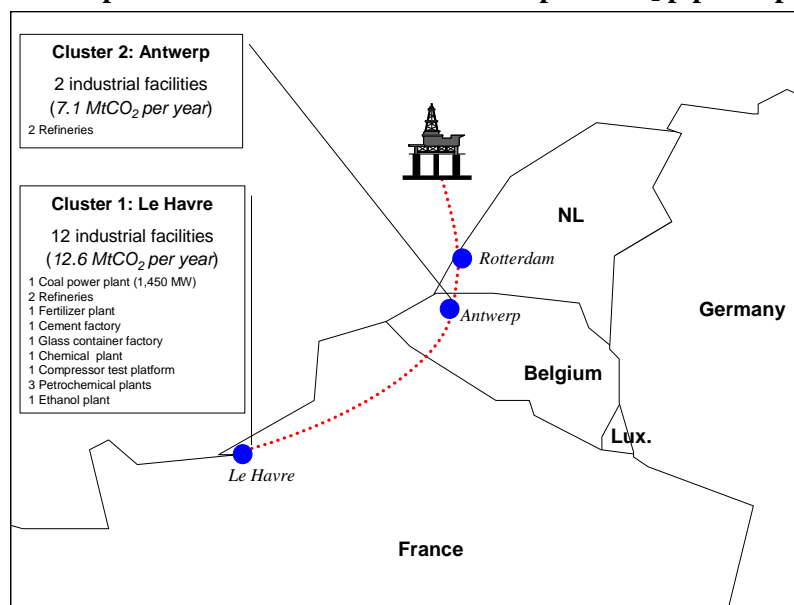 Cluster 2: Antwerp
2 industrial facilities
(7.1 MtCO₂ per year)
2 Refineries
Cluster 1: Le Havre
12 industrial facilities
(12.6 MtCO₂ per year)
1 Coal power plant (1,450 MW)
2 Refineries
1 Fertilizer plant
1 Cement factory
1 Glass container factory
1 Chemical plant
1 Compressor test platform
3 Petrochemical plants
1 Ethanol plant
NL
Rotterdam
Germany
Antwerp
Belgium
Lux.
Le Havre
France